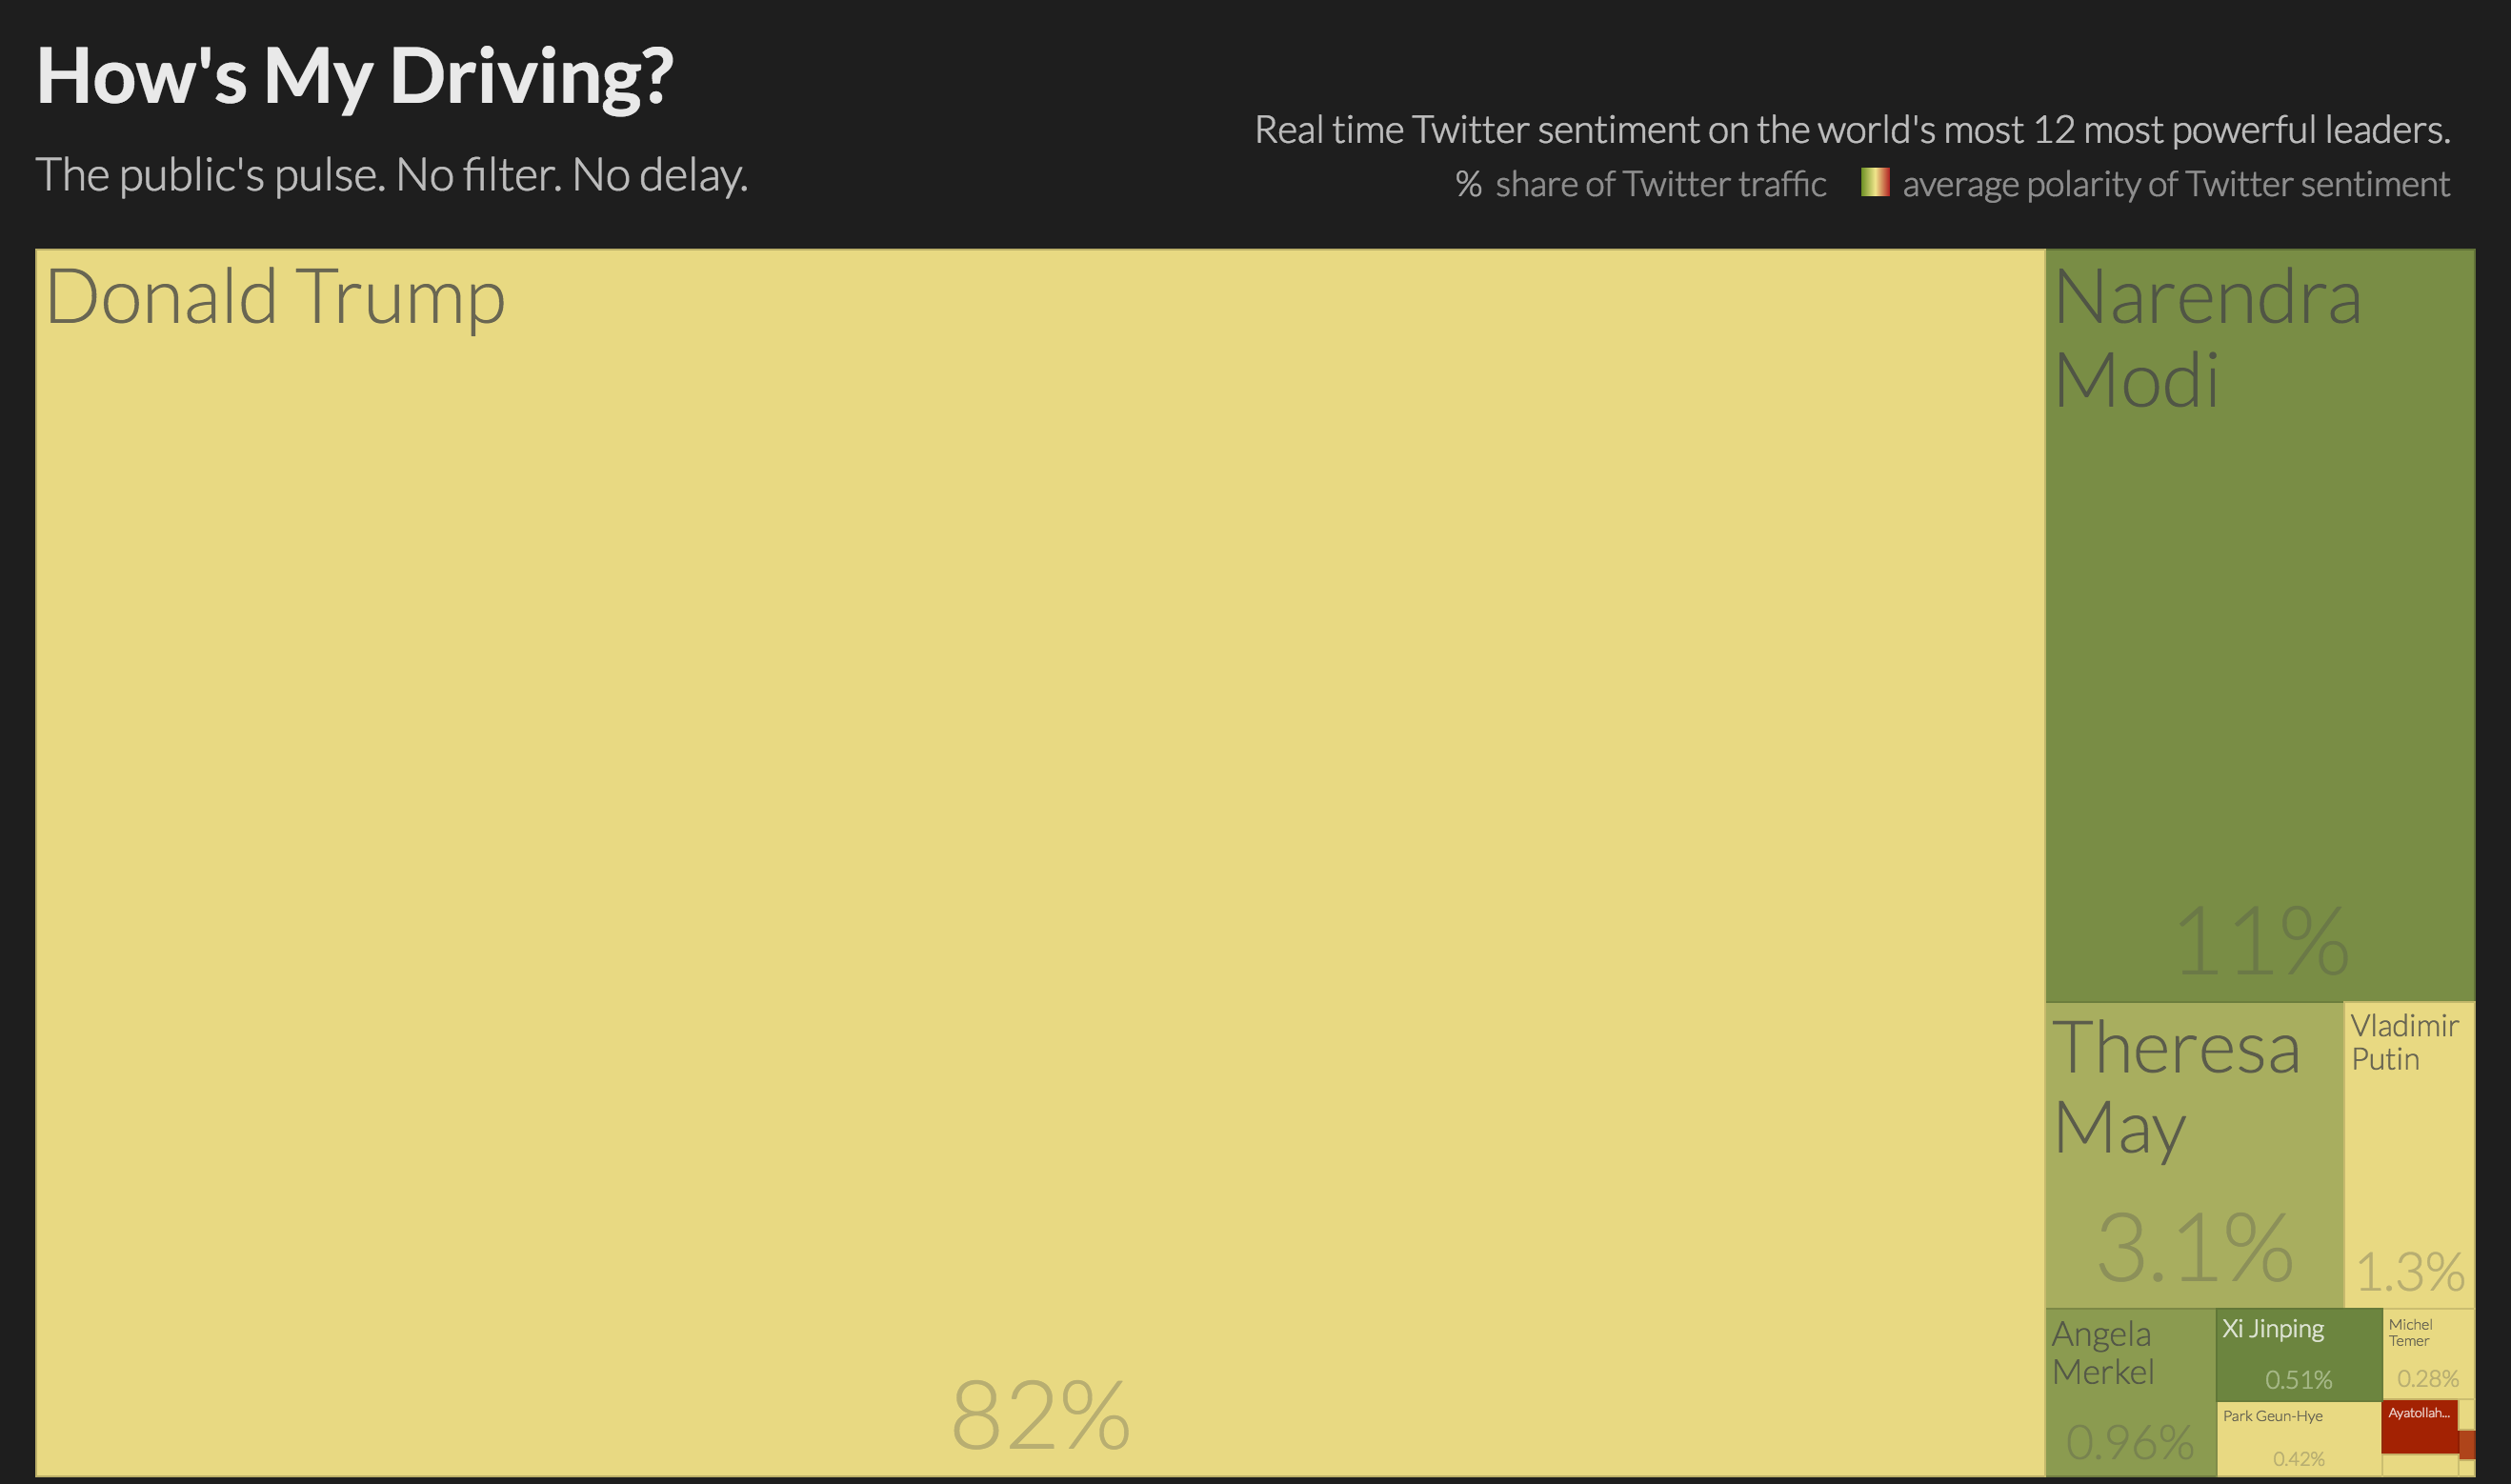 How's My Driving?
The public's pulse. No filter. No delay.
Real time Twitter sentiment on the world's most 12 most powerful leaders.
% share of Twitter traffic average polarity of Twitter sentiment
Donald Trump
82%
Narendra
Modi
11%
Theresa
May
3.1%
Vladimir
Putin
1.3%
Angela
Merkel
0.96%
Xi Jinping
0.51%
Michel
Temer
0.28%
Park Geun-Hye
0.42%
Ayatollah...